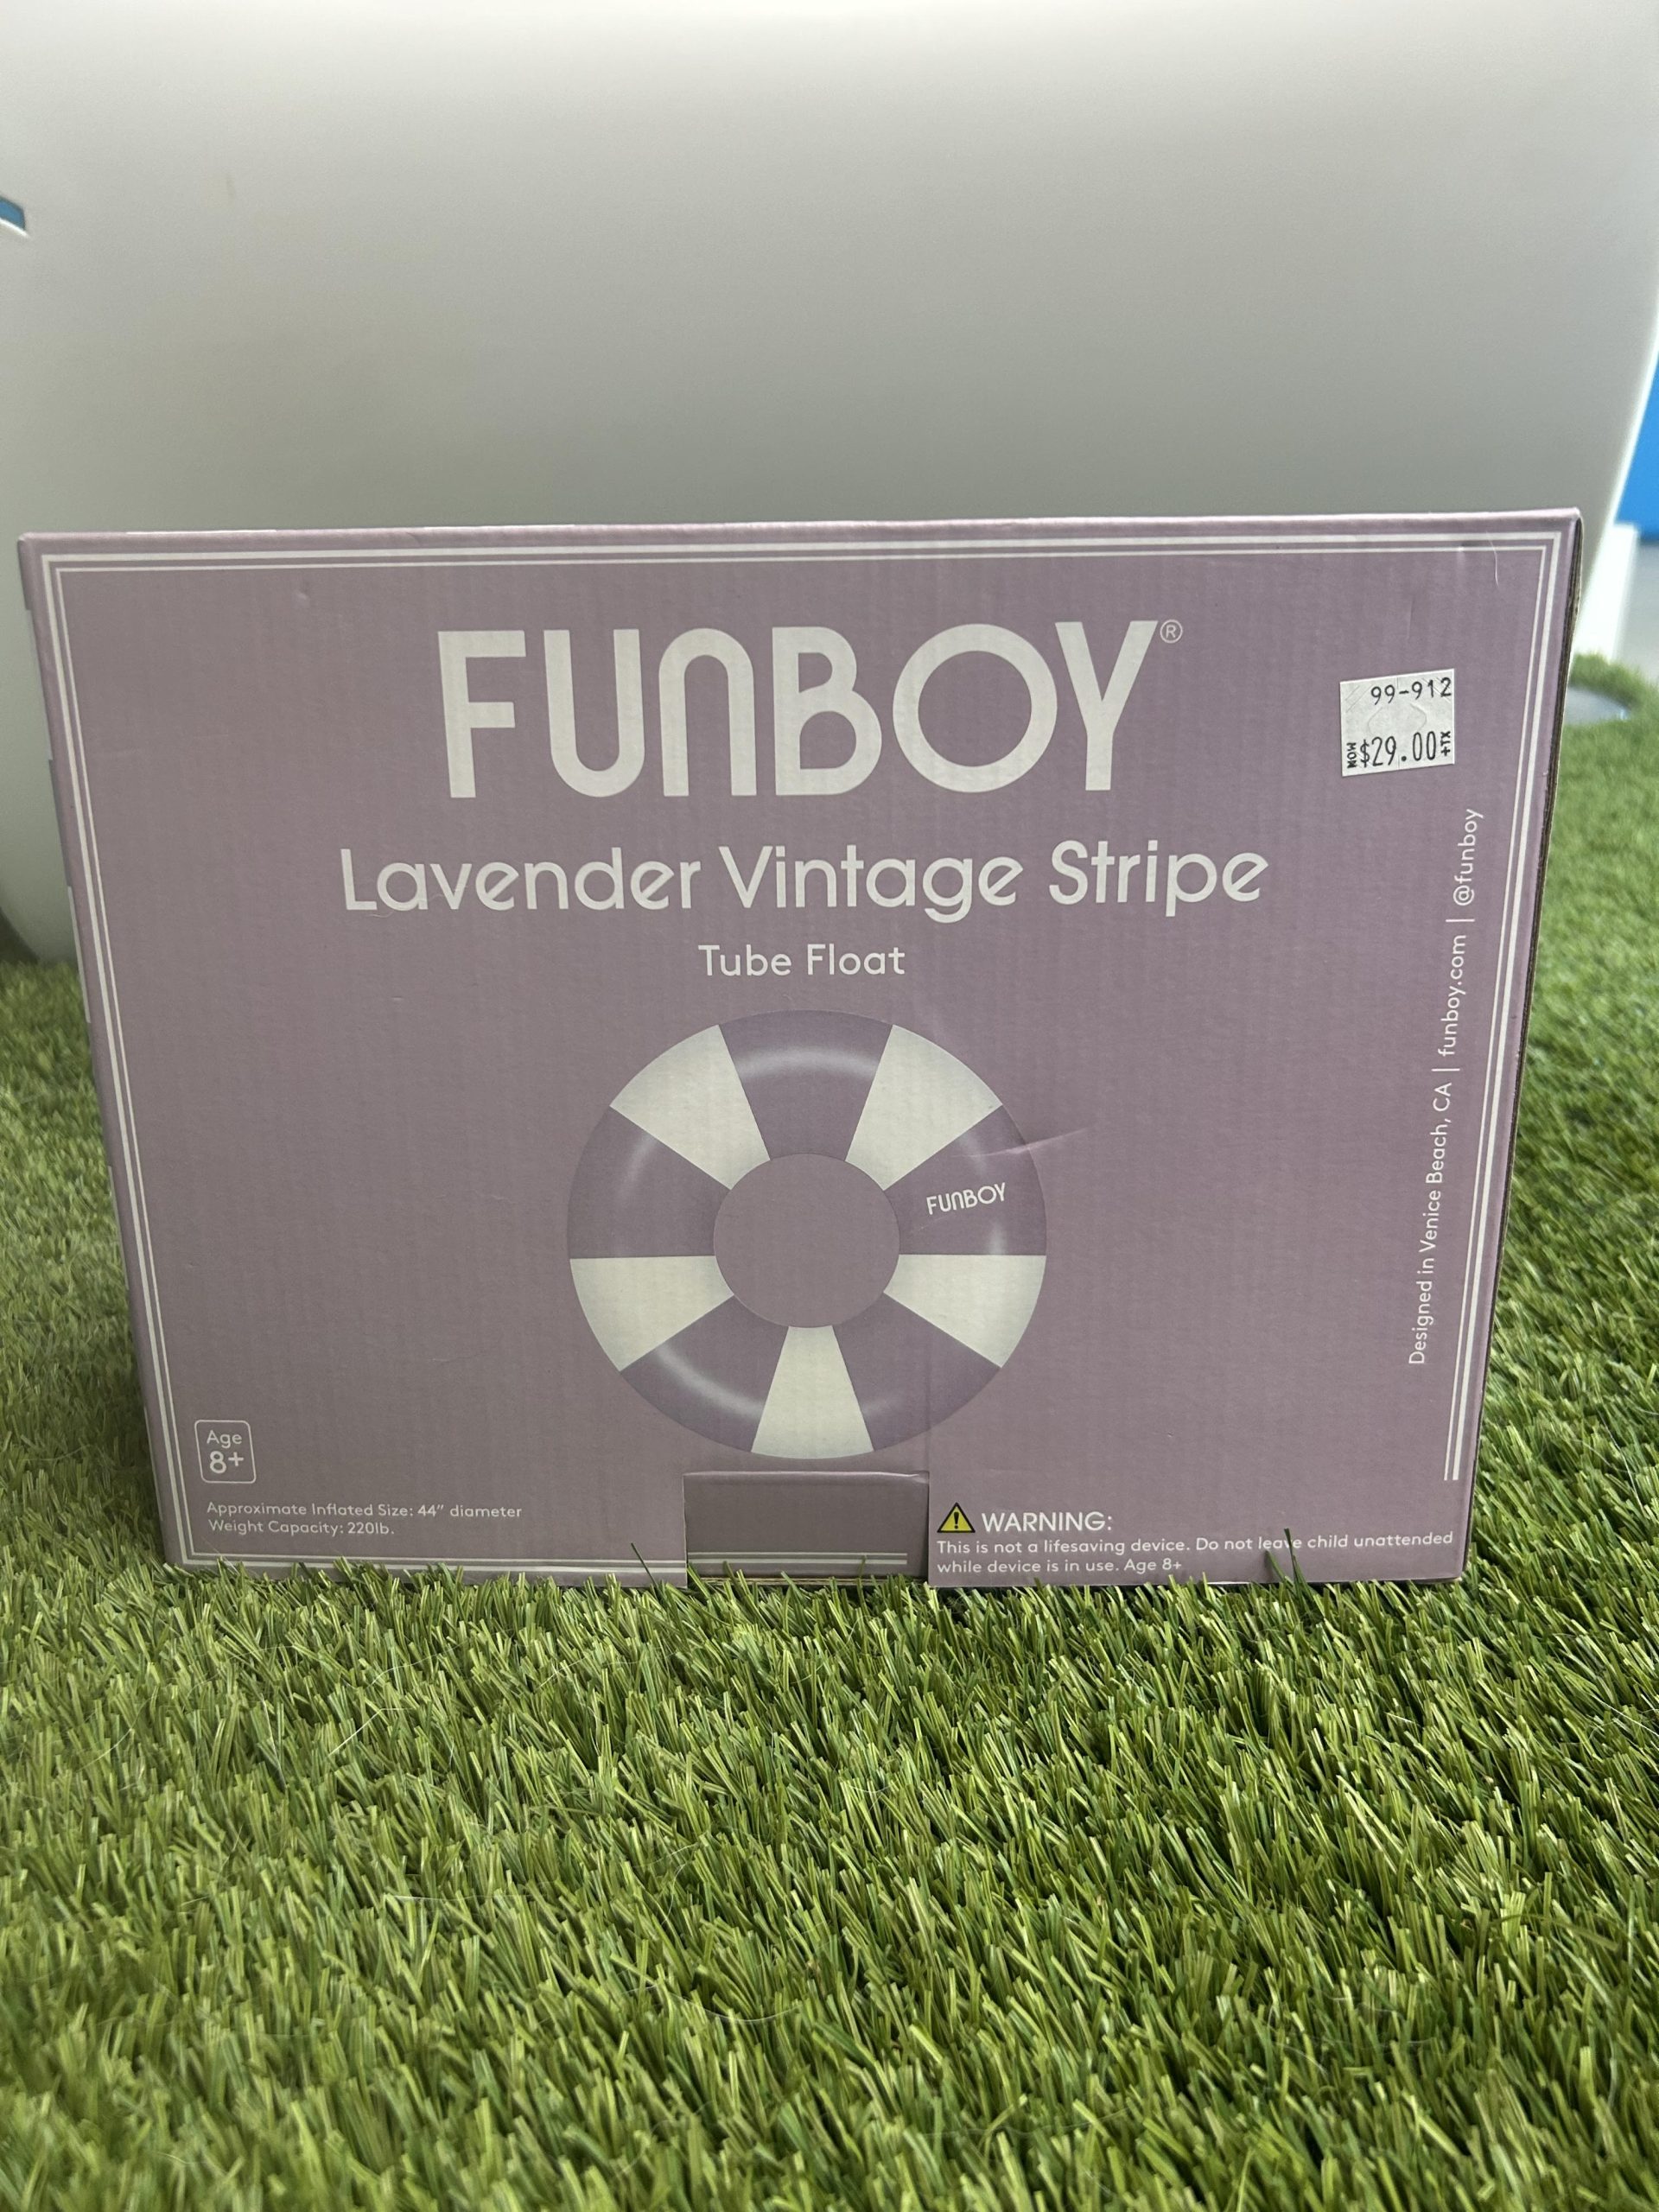 FUNBOY®
99-912
NOW $29.00 +TX
Lavender Vintage Stripe
Tube Float
FUNBOY
Designed in Venice Beach, CA | funboy.com | @funboy
Age
8+
Approximate Inflated Size: 44" diameter
Weight Capacity: 220lb.
WARNING:
This is not a lifesaving device. Do not leave child unattended
while device is in use. Age 8+